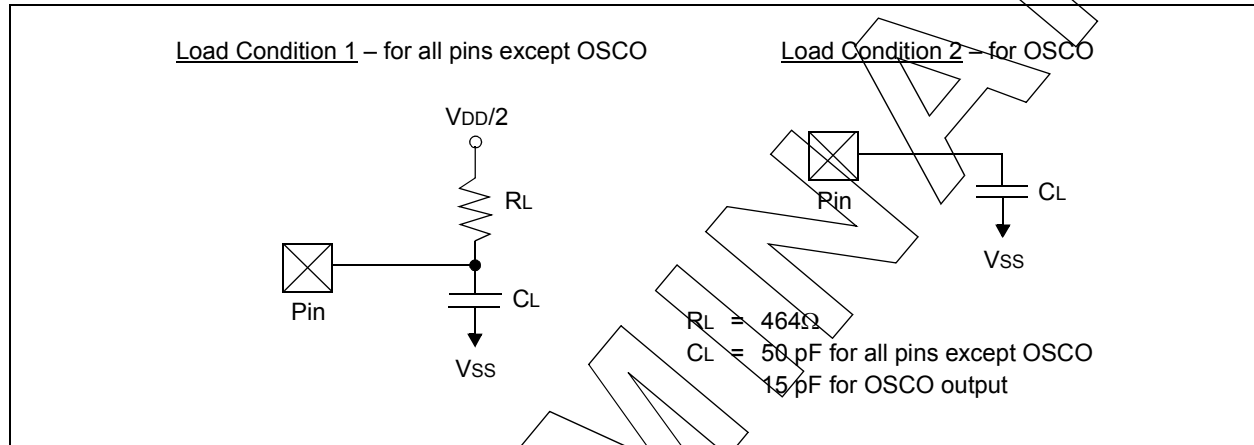 Load Condition 1 – for all pins except OSCO
Load Condition 2 – for OSCO
VDD/2
RL
CL
Pin
VSS
Pin
CL
VSS
RL = 464Ω
CL = 50 pF for all pins except OSCO
15 pF for OSCO output
MINA